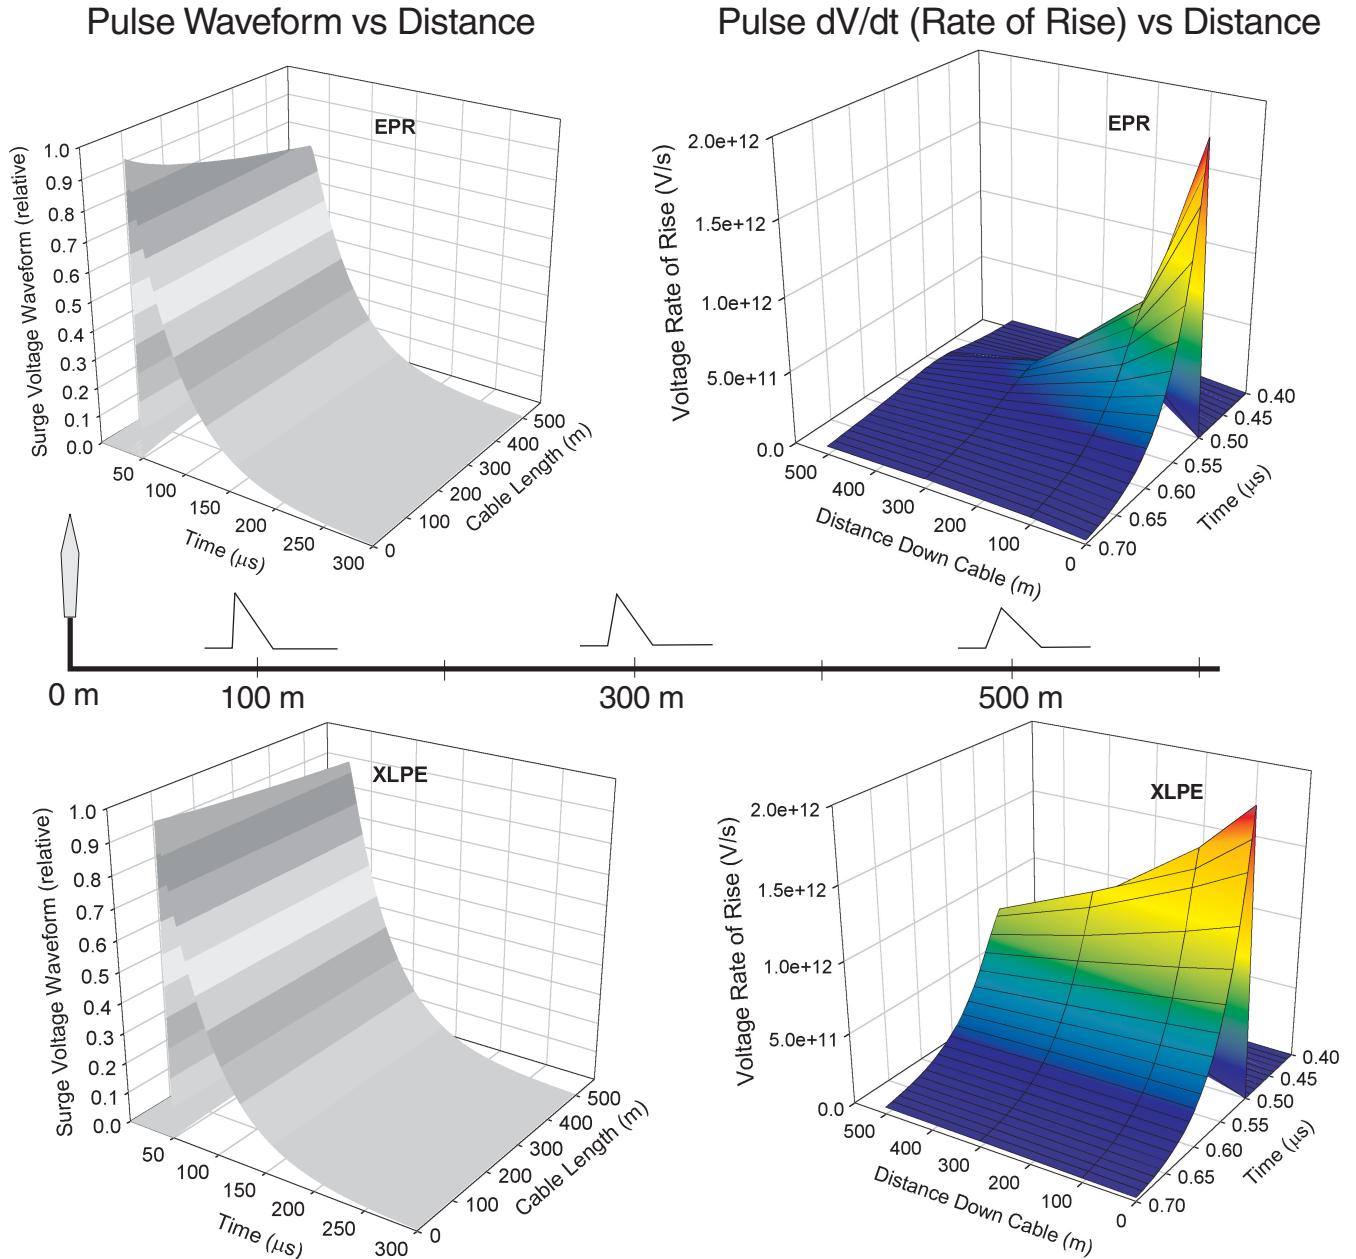 Pulse Waveform vs Distance
Pulse dV/dt (Rate of Rise) vs Distance
EPR
Surge Voltage Waveform (relative)
1.0
0.9
0.8
0.7
0.6
0.5
0.4
0.3
0.2
0.1
0.0
50
100
150
200
250
300
Time (μs)
0
100
200
300
400
500
Cable Length (m)
EPR
Voltage Rate of Rise (V/s)
2.0e+12
1.5e+12
1.0e+12
5.0e+11
0.0
500
400
300
200
100
0
Distance Down Cable (m)
0.40
0.45
0.50
0.55
0.60
0.65
0.70
Time (μs)
0 m
100 m
300 m
500 m
XLPE
Surge Voltage Waveform (relative)
1.0
0.9
0.8
0.7
0.6
0.5
0.4
0.3
0.2
0.1
0.0
50
100
150
200
250
300
Time (μs)
0
100
200
300
400
500
Cable Length (m)
XLPE
Voltage Rate of Rise (V/s)
2.0e+12
1.5e+12
1.0e+12
5.0e+11
0.0
500
400
300
200
100
0
Distance Down Cable (m)
0.40
0.45
0.50
0.55
0.60
0.65
0.70
Time (μs)